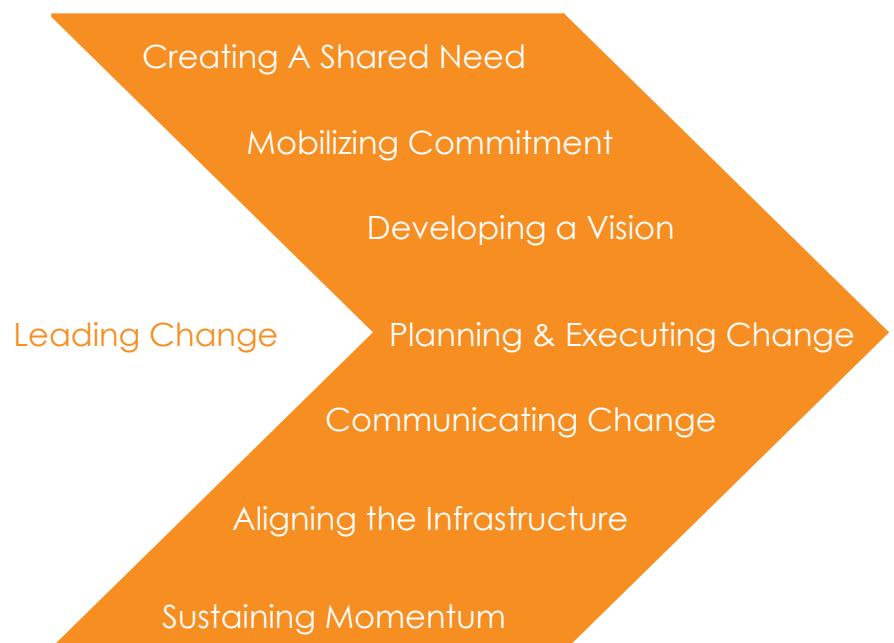 Creating A Shared Need
Mobilizing Commitment
Developing a Vision
Leading Change
Planning & Executing Change
Communicating Change
Aligning the Infrastructure
Sustaining Momentum